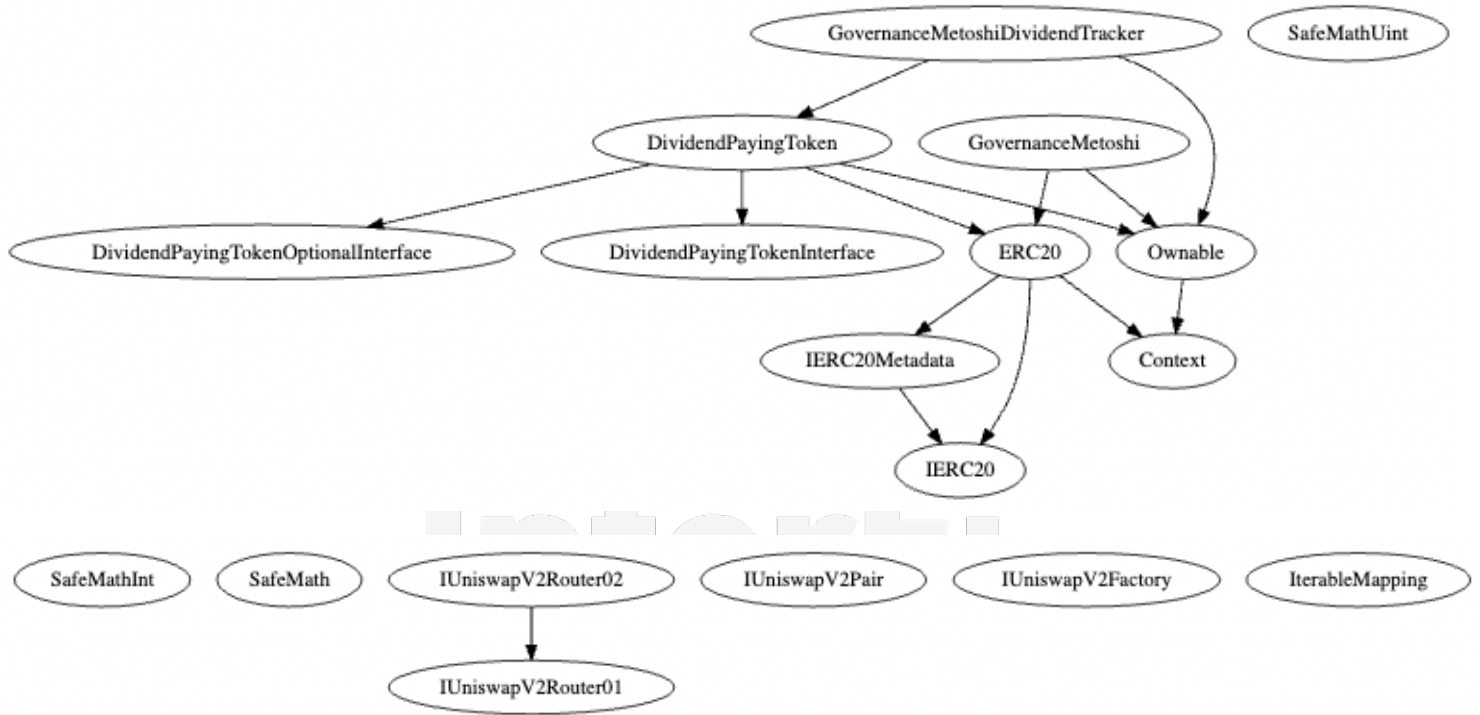 GovernanceMetoshiDividendTracker
SafeMathUint
DividendPayingToken
GovernanceMetoshi
DividendPayingTokenOptionalInterface
DividendPayingTokenInterface
ERC20
Ownable
IERC20Metadata
Context
IERC20
SafeMathInt
SafeMath
IUniswapV2Router02
IUniswapV2Pair
IUniswapV2Factory
IterableMapping
IUniswapV2Router01